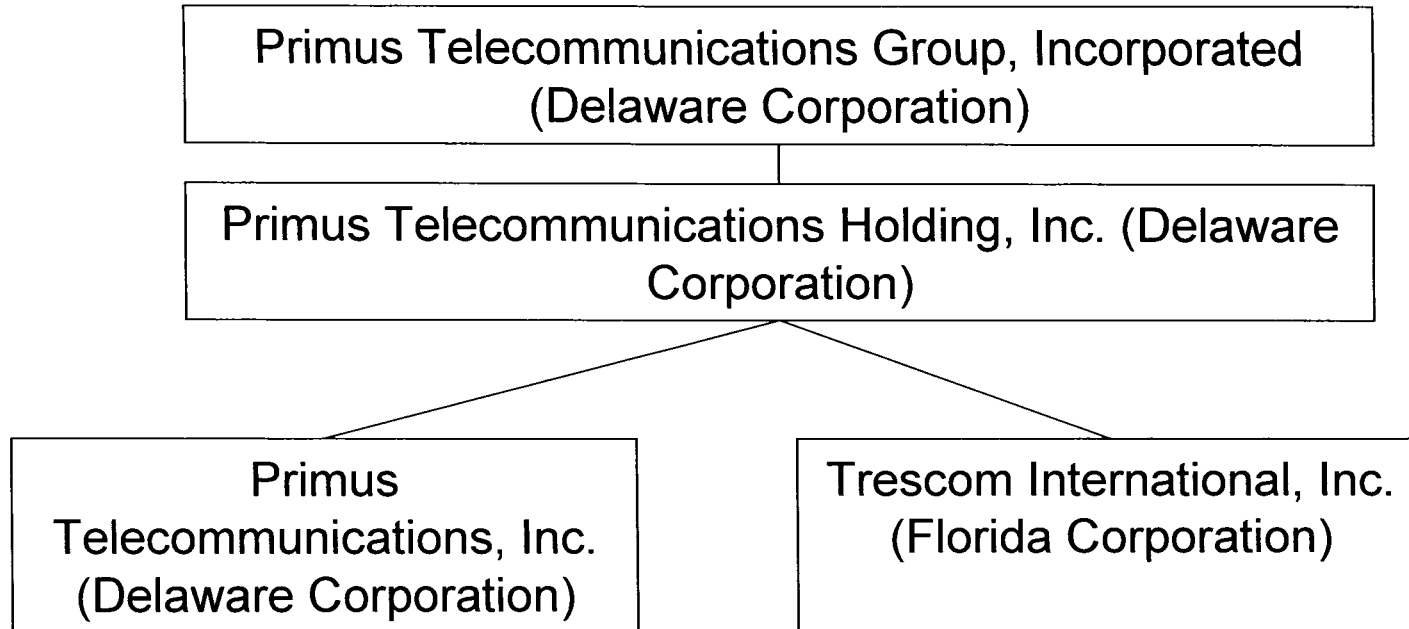 Primus Telecommunications Group, Incorporated
(Delaware Corporation)
Primus Telecommunications Holding, Inc. (Delaware
Corporation)
Primus
Telecommunications, Inc.
(Delaware Corporation)
Trescom International, Inc.
(Florida Corporation)